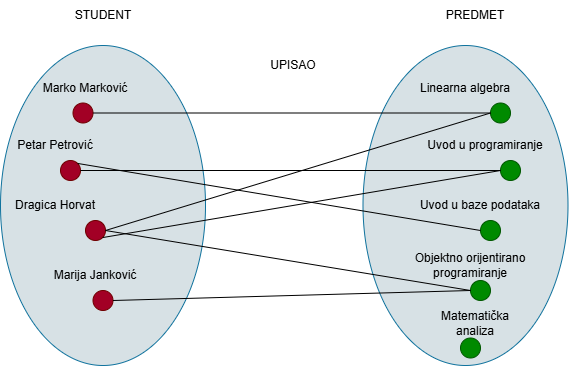 STUDENT
PREDMET
UPISAO
Marko Marković
Linearna algebra
Petar Petrović
Uvod u programiranje
Dragica Horvat
Uvod u baze podataka
Marija Janković
Objektno orijentirano
programiranje
Matematička
analiza